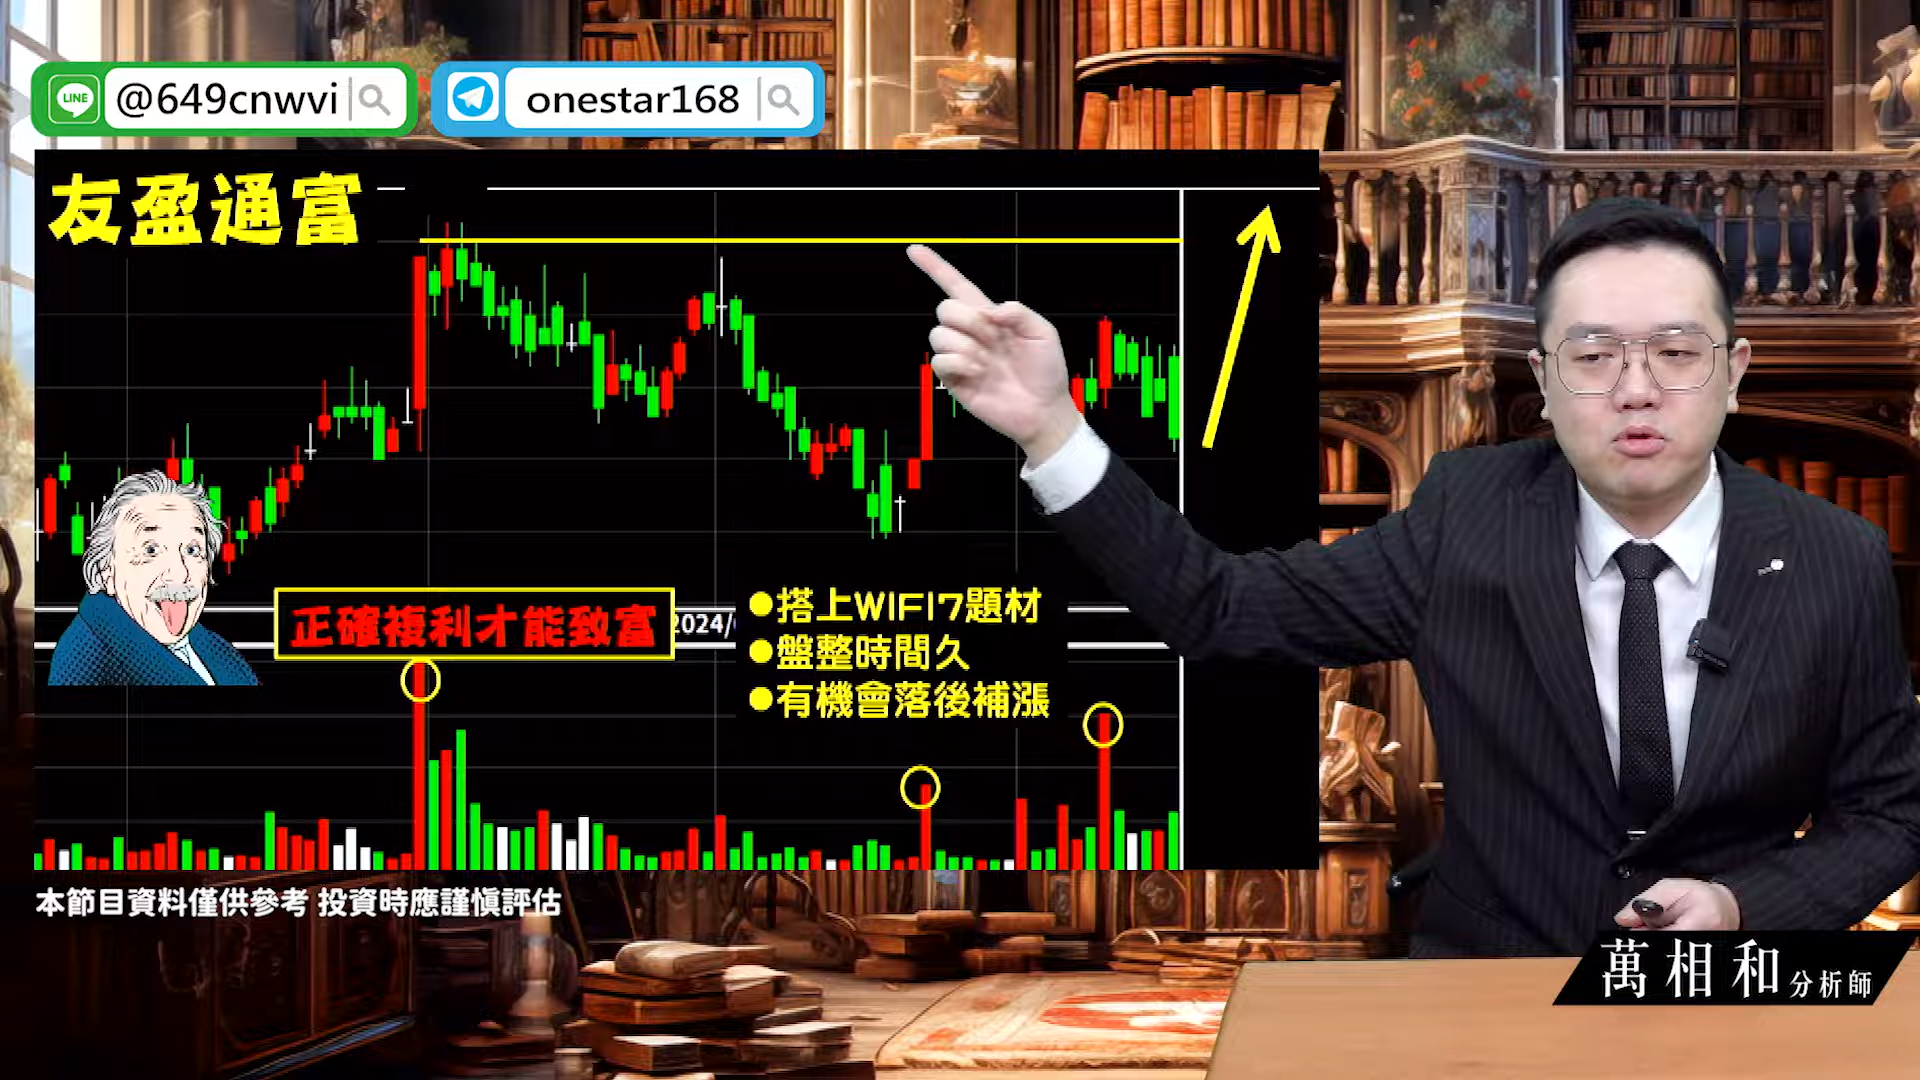 LINE @649cnwvi
onestar168
友盈通富
正確複利才能致富
2024/
●搭上WIFI7題材
●盤整時間久
●有機會落後補漲
本節目資料僅供參考 投資時應謹慎評估
萬相和分析師